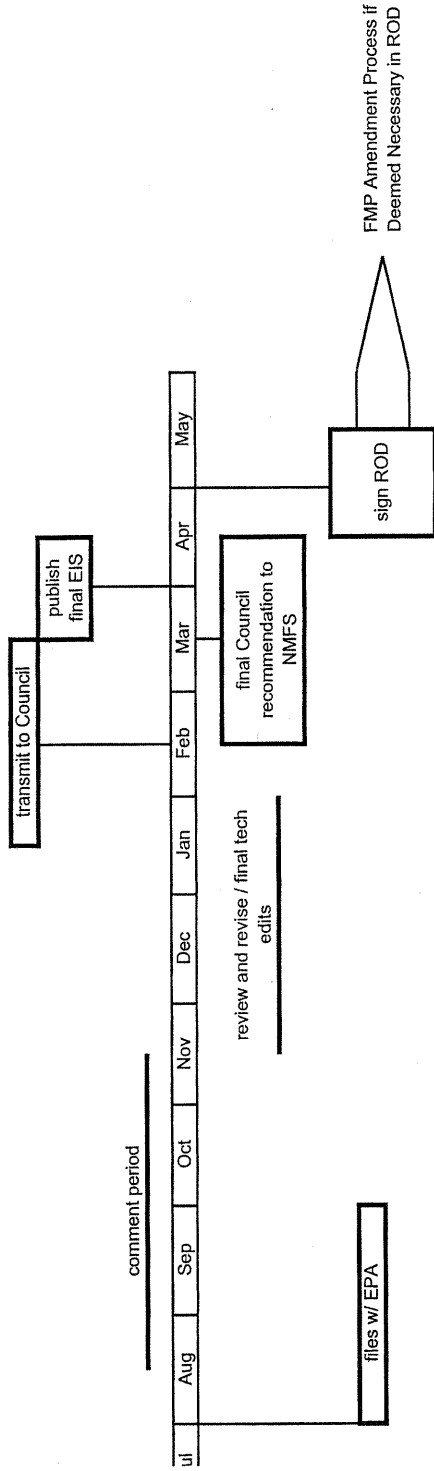 transmit to Council
publish
final EIS
comment period
ul
Aug
Sep
Oct
Nov
Dec
Jan
Feb
Mar
Apr
May
review and revise / final tech
edits
final Council
recommendation to
NMFS
files w/ EPA
sign ROD
FMP Amendment Process if
Deemed Necessary in ROD